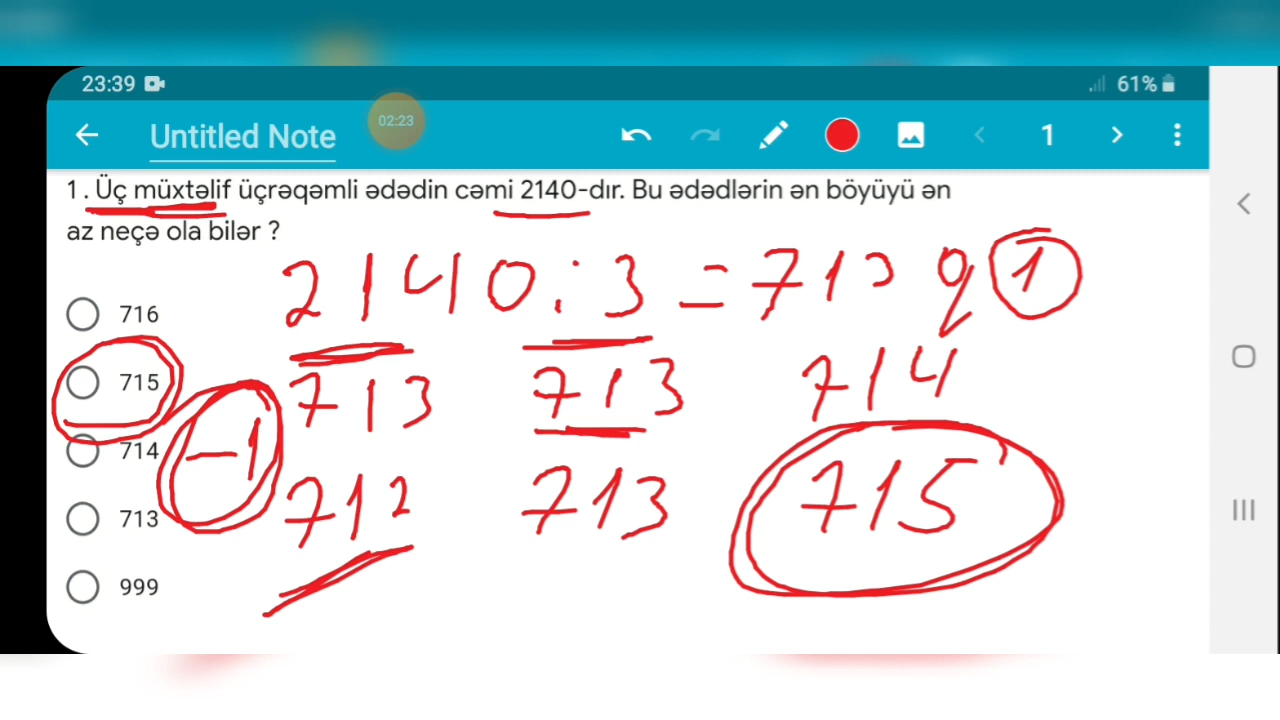 23:39 61%
Untitled Note 02:23 1
1. Üç müxtəlif üçrəqəmli ədədin cəmi 2140-dır. Bu ədədlərin ən böyüyü ən
az neçə ola bilər ?
2140 : 3 = 713 q 1
716
713 713 714
715
-1
714
712 713 715
713
999